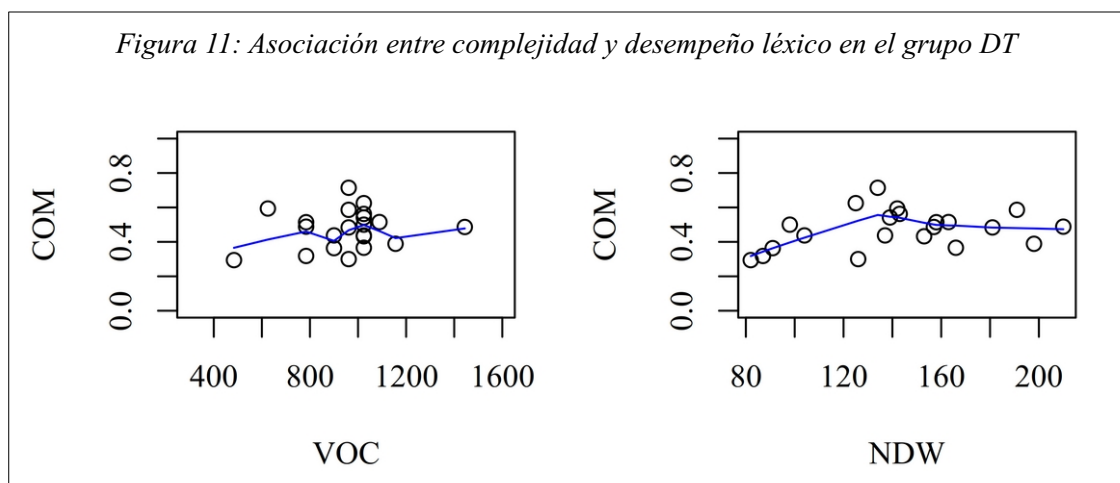 Figura 11: Asociación entre complejidad y desempeño léxico en el grupo DT
COM
0.0 0.4 0.8
400 800 1200 1600
VOC
COM
0.0 0.4 0.8
80 120 160 200
NDW